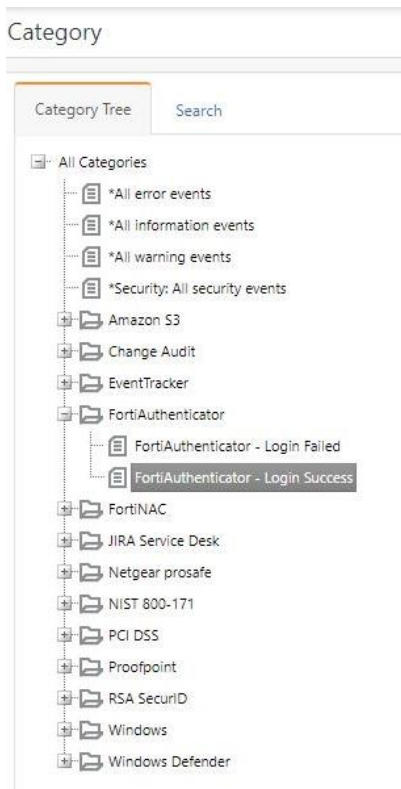 Category
Category Tree Search
All Categories
*All error events
*All information events
*All warning events
*Security: All security events
Amazon S3
Change Audit
EventTracker
FortiAuthenticator
FortiAuthenticator - Login Failed
FortiAuthenticator - Login Success
FortiNAC
JIRA Service Desk
Netgear prosafe
NIST 800-171
PCI DSS
Proofpoint
RSA SecurID
Windows
Windows Defender